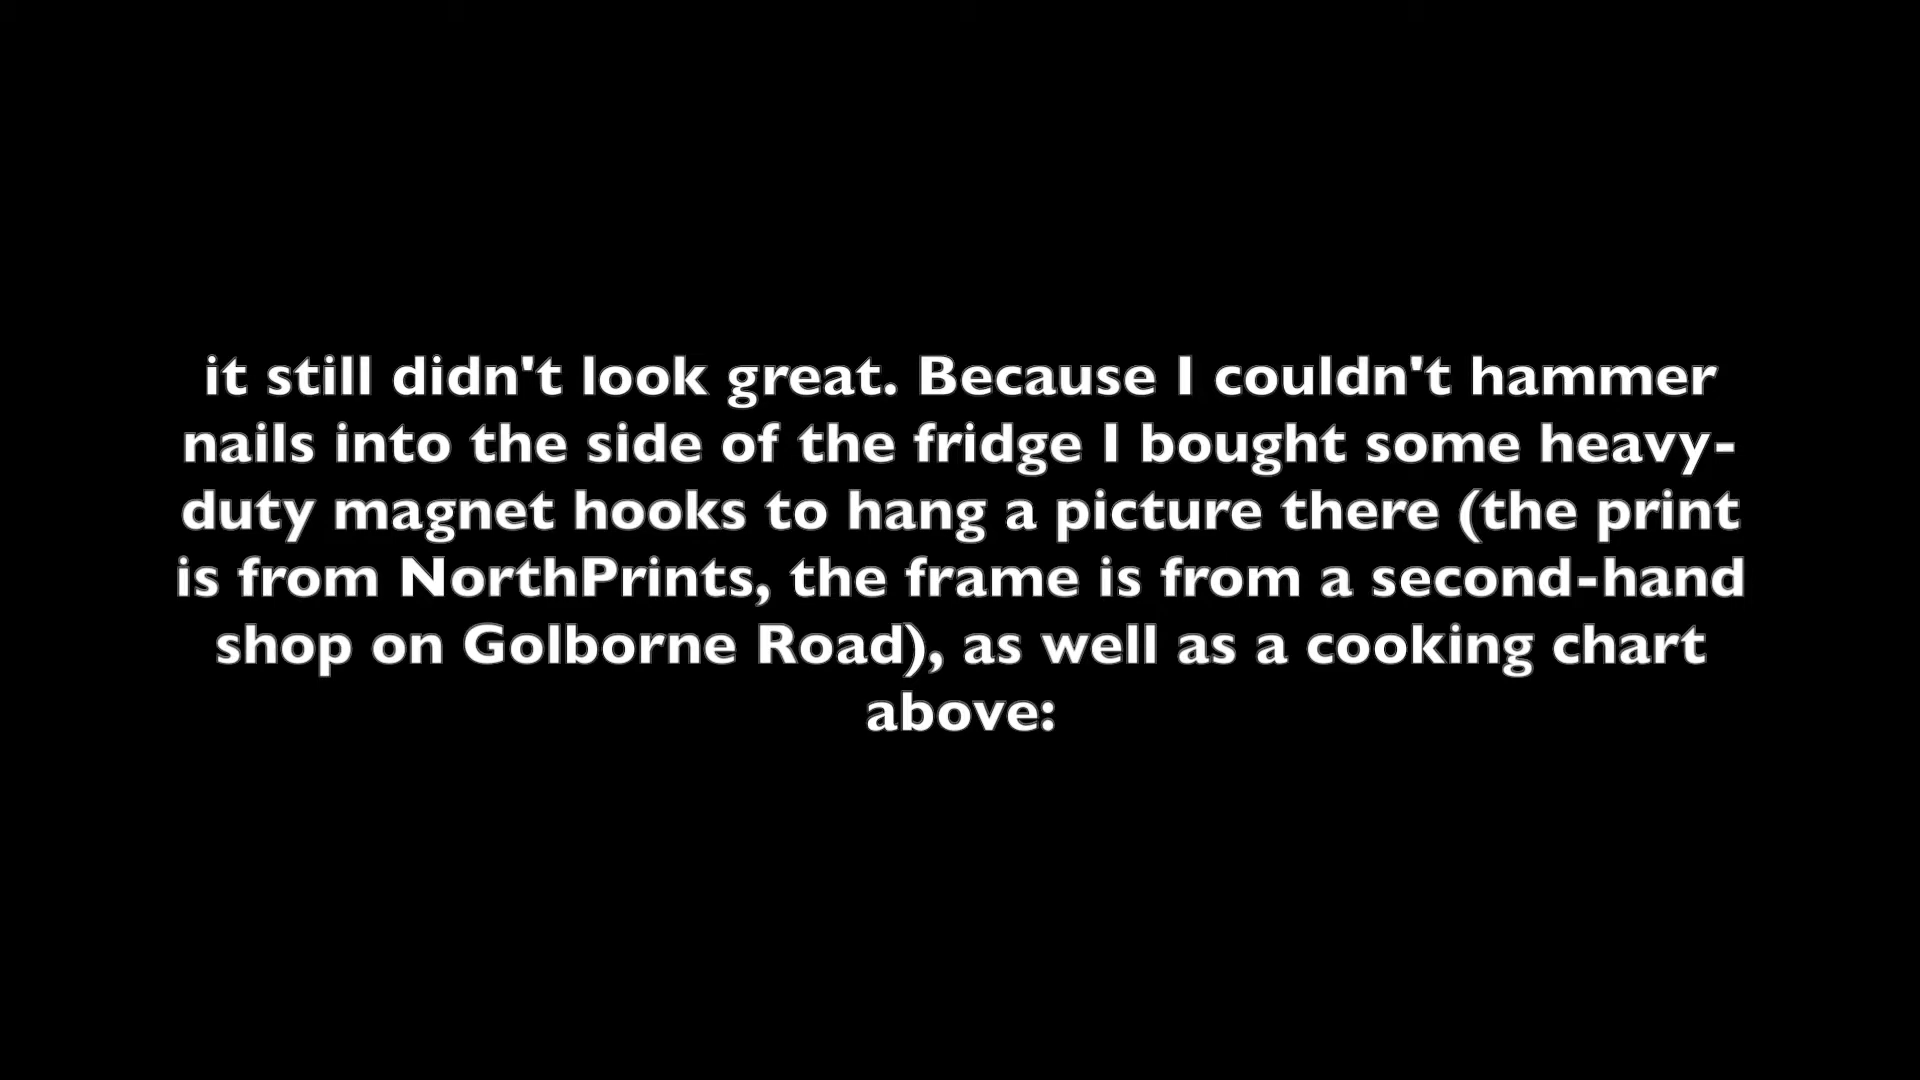 it still didn't look great. Because I couldn't hammer
nails into the side of the fridge I bought some heavy-
duty magnet hooks to hang a picture there (the print
is from NorthPrints, the frame is from a second-hand
shop on Golborne Road), as well as a cooking chart
above: